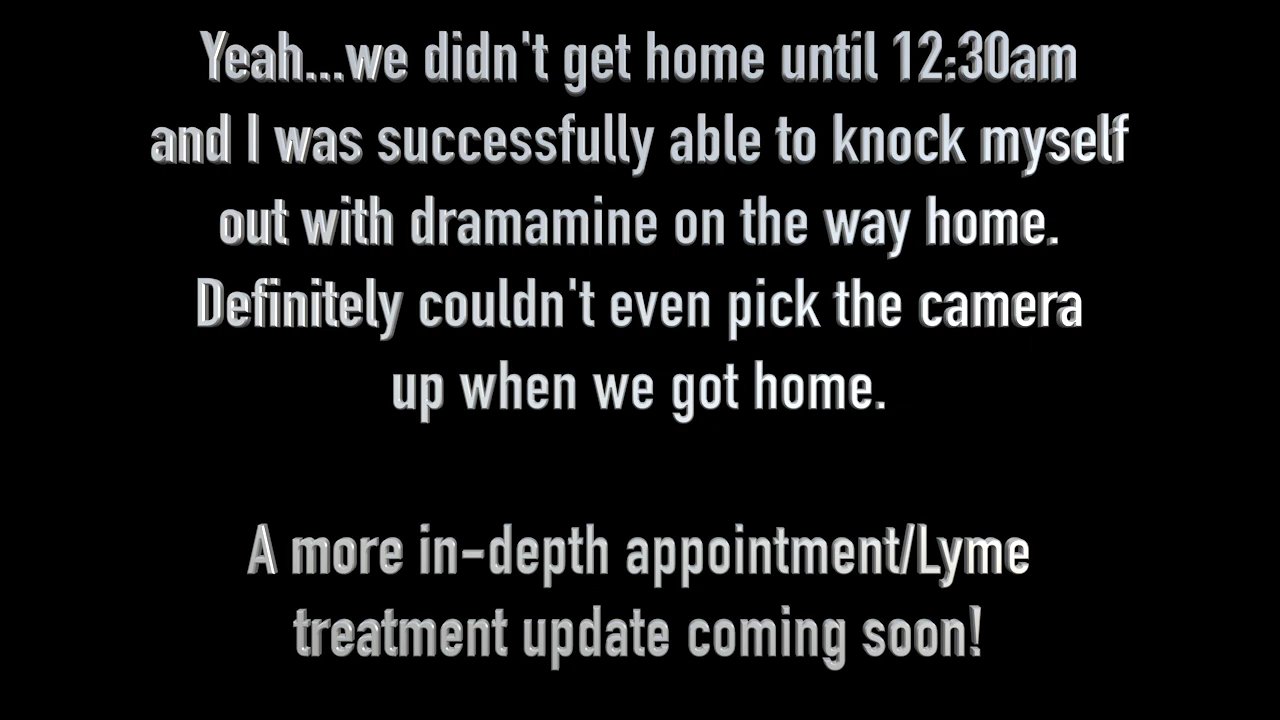 Yeah...we didn't get home until 12:30am
and I was successfully able to knock myself
out with dramamine on the way home.
Definitely couldn't even pick the camera
up when we got home.
A more in-depth appointment/Lyme
treatment update coming soon!